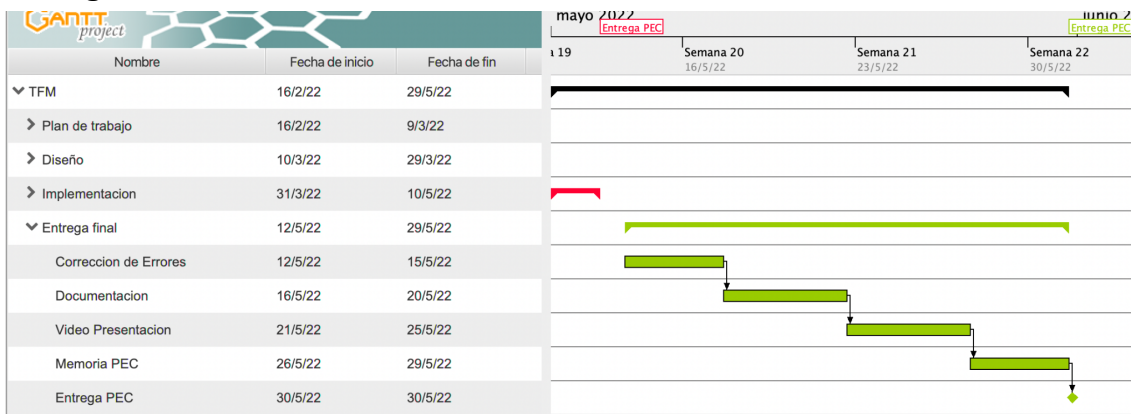 GANTT
project
mayo 2022
junio 2
Entrega PEC
Entrega PEC
a 19
Semana 20
Semana 21
Semana 22
16/5/22
23/5/22
30/5/22
Nombre Fecha de inicio Fecha de fin
TFM 16/2/22 29/5/22
Plan de trabajo 16/2/22 9/3/22
Diseño 10/3/22 29/3/22
Implementacion 31/3/22 10/5/22
Entrega final 12/5/22 29/5/22
Correccion de Errores 12/5/22 15/5/22
Documentacion 16/5/22 20/5/22
Video Presentacion 21/5/22 25/5/22
Memoria PEC 26/5/22 29/5/22
Entrega PEC 30/5/22 30/5/22